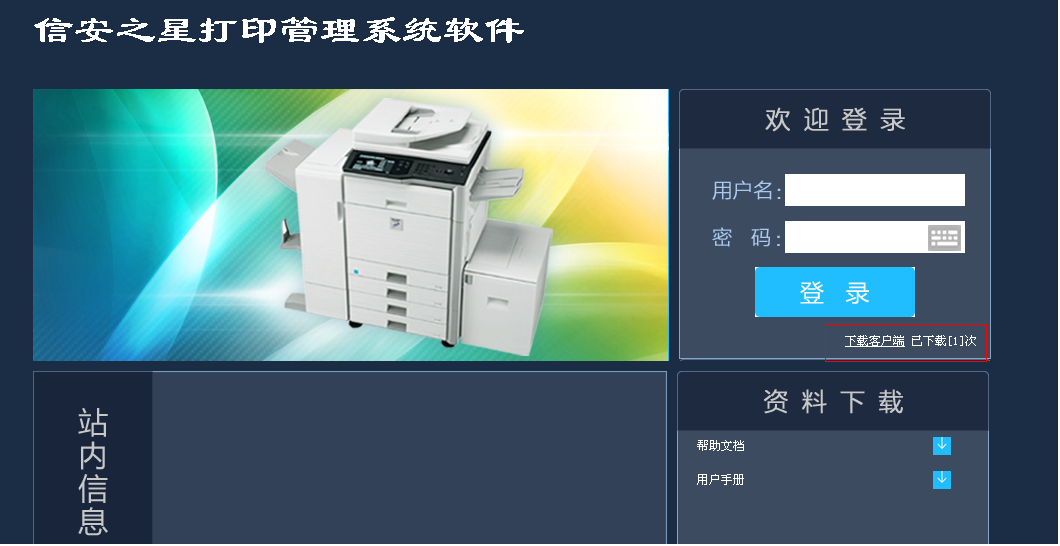 信安之星打印管理系统软件
欢迎登录
用户名:
密 码:
登 录
下载客户端 已下载[1]次
站内信息
资料下载
帮助文档
用户手册